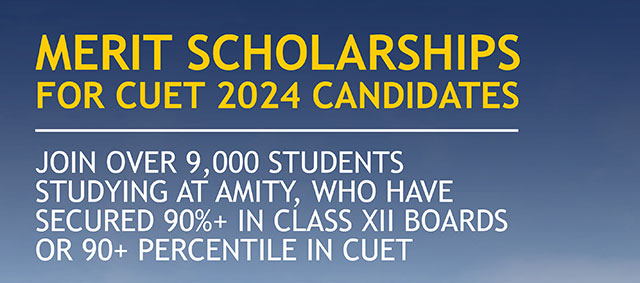 MERIT SCHOLARSHIPS
FOR CUET 2024 CANDIDATES
JOIN OVER 9,000 STUDENTS
STUDYING AT AMITY, WHO HAVE
SECURED 90%+ IN CLASS XII BOARDS
OR 90+ PERCENTILE IN CUET